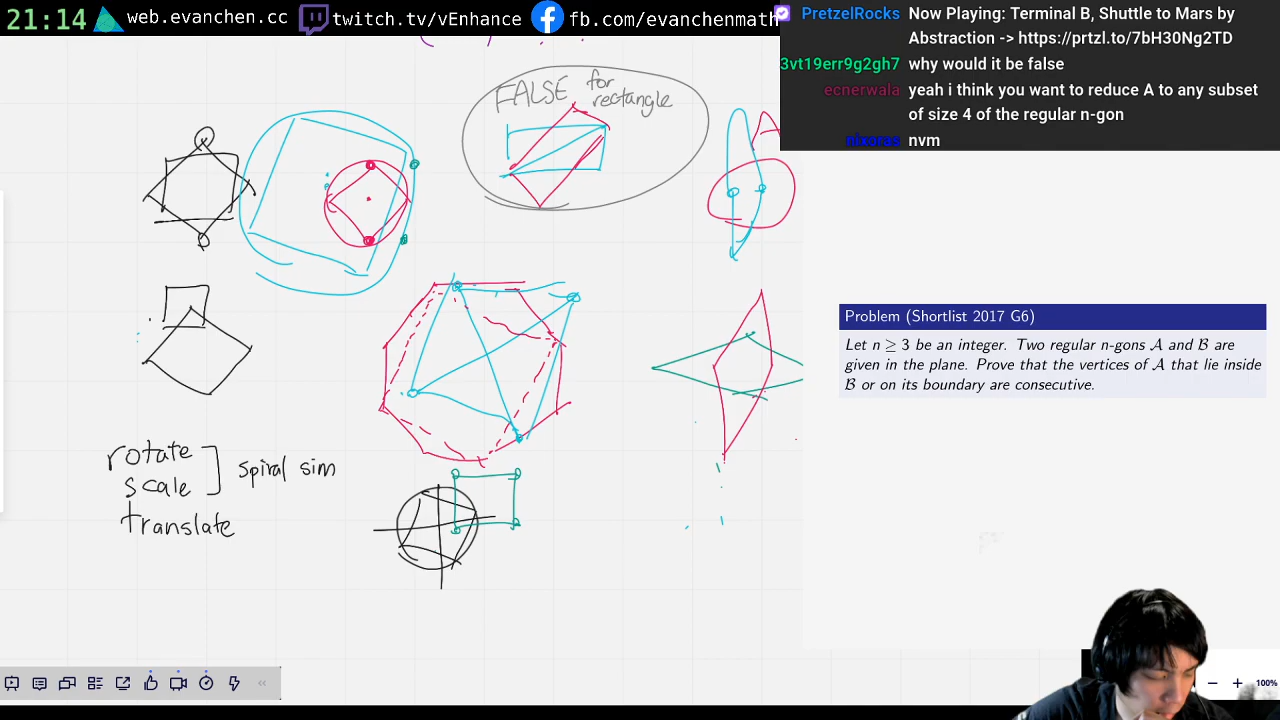 21:14 web.evanchen.cc twitch.tv/vEnhance fb.com/evanchenmath
PretzelRocks Now Playing: Terminal B, Shuttle to Mars by
Abstraction -> https://prtzl.to/7bH30Ng2TD
3vt19err9g2gh7 why would it be false
ecnerwala yeah i think you want to reduce A to any subset
of size 4 of the regular n-gon
nixorus nvm
FALSE for
rectangle
Problem (Shortlist 2017 G6)
Let n ≥ 3 be an integer. Two regular n-gons 𝒜 and ℬ are
given in the plane. Prove that the vertices of 𝒜 that lie inside
ℬ or on its boundary are consecutive.
rotate
scale
spiral sim
translate
100%